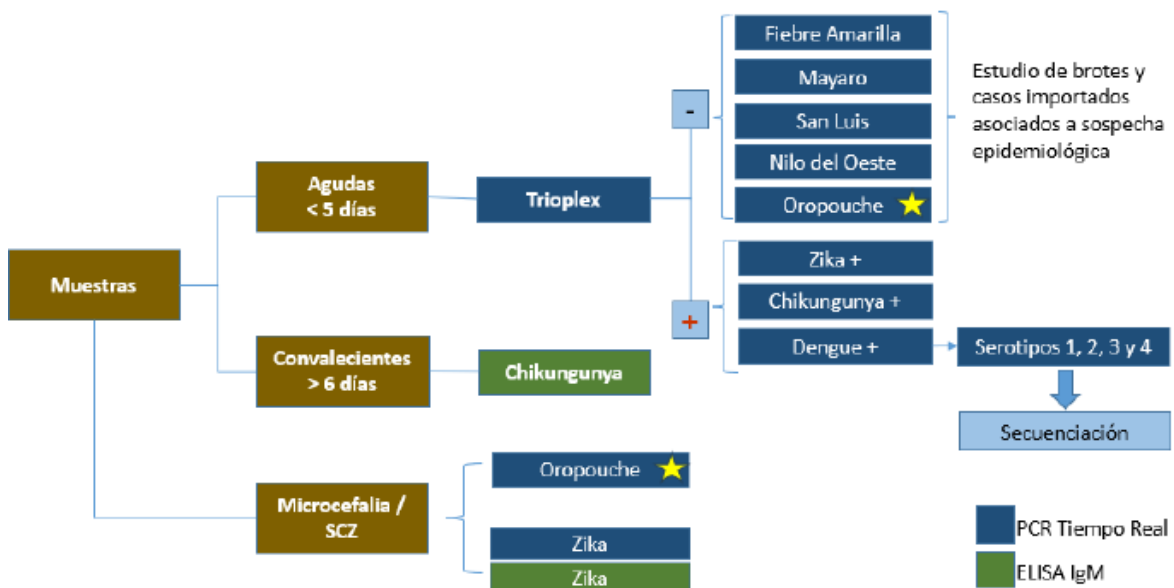 Muestras
Agudas
< 5 días
Convalecientes
> 6 días
Microcefalia /
SCZ
Trioplex
Chikungunya
Oropouche
Zika
Zika
-
+
Fiebre Amarilla
Mayaro
San Luis
Nilo del Oeste
Oropouche
Zika +
Chikungunya +
Dengue +
Estudio de brotes y
casos importados
asociados a sospecha
epidemiológica
Serotipos 1, 2, 3 y 4
Secuenciación
PCR Tiempo Real
ELISA IgM